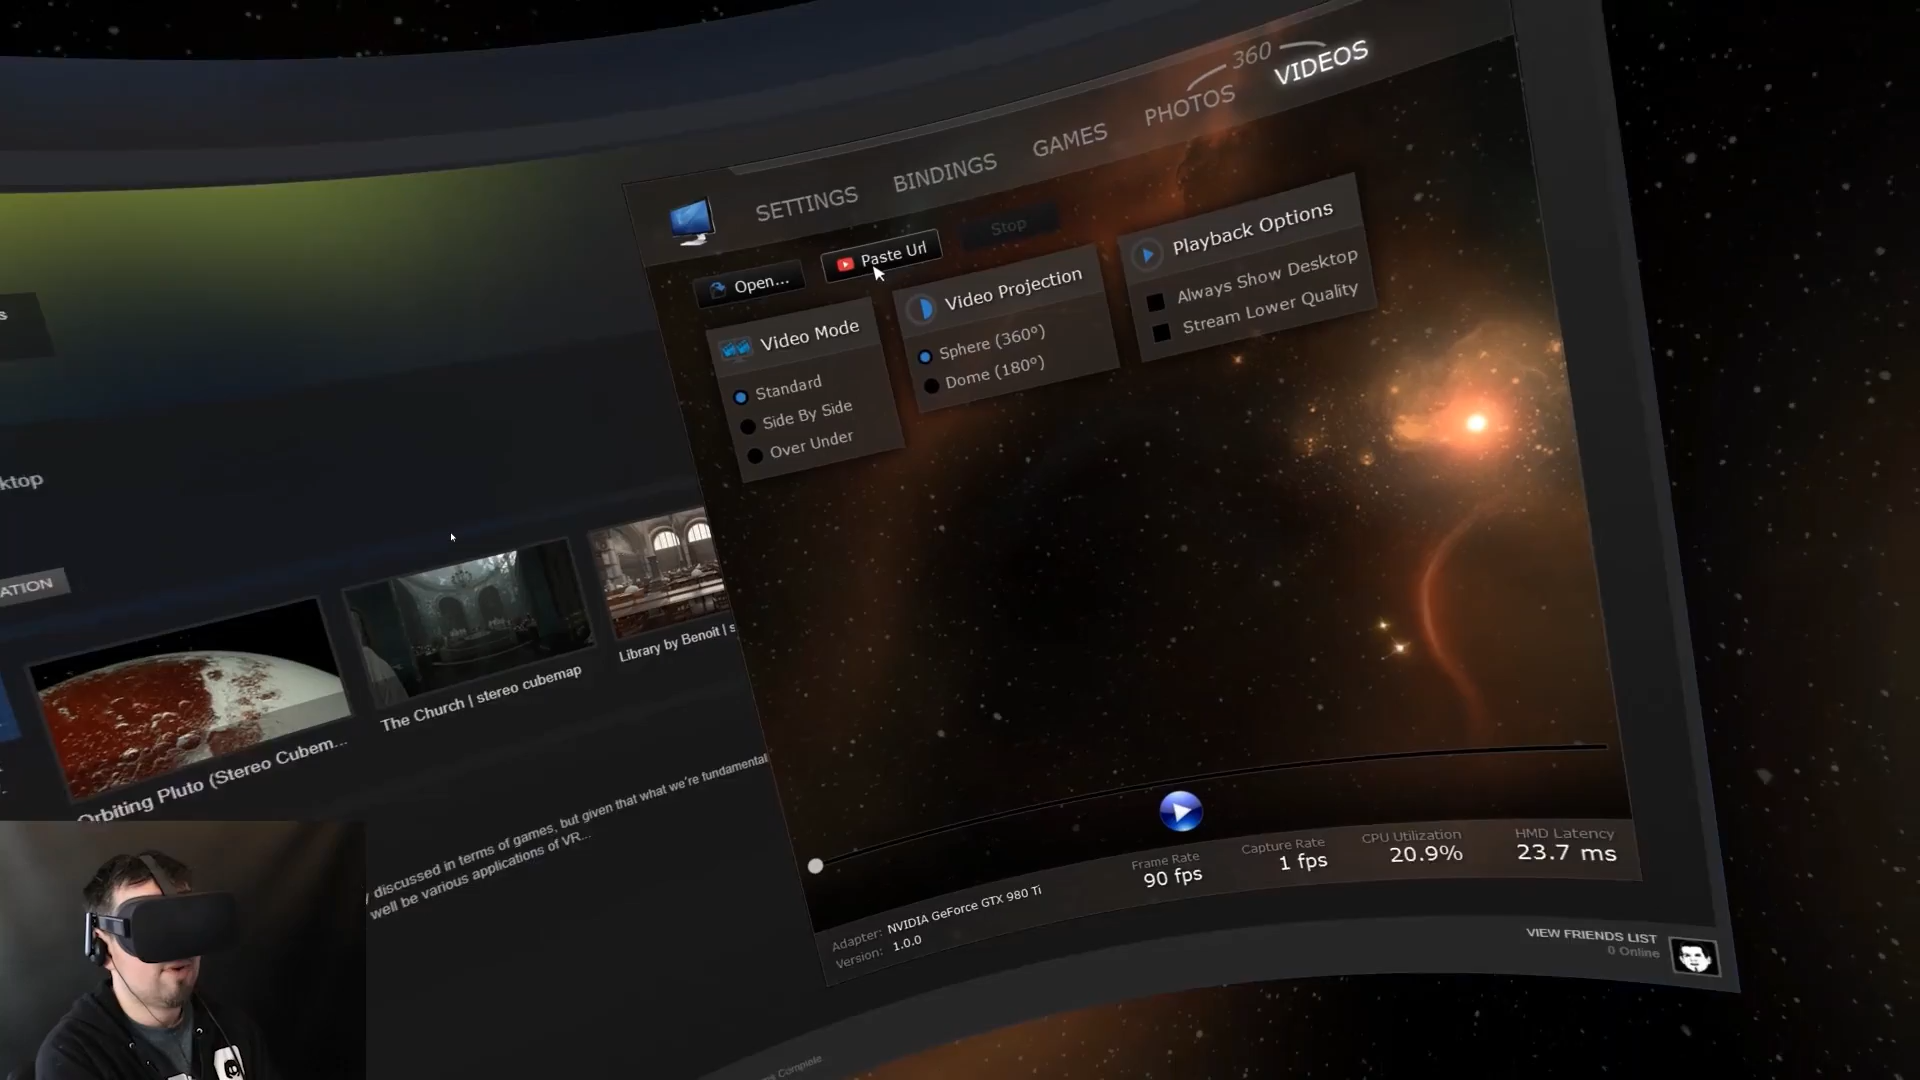 360
PHOTOS
VIDEOS
SETTINGS
BINDINGS
GAMES
Open...
Paste Url
Stop
Video Mode
Standard
Side By Side
Over Under
Video Projection
Sphere (360°)
Dome (180°)
Playback Options
Always Show Desktop
Stream Lower Quality
s
ktop
ATION
Orbiting Pluto (Stereo Cubem...
The Church | stereo cubemap
Library by Benoit | s
discussed in terms of games, but given that what we're fundamental
well be various applications of VR...
Adapter: NVIDIA GeForce GTX 980 Ti
Version: 1.0.0
Frame Rate
90 fps
Capture Rate
1 fps
CPU Utilization
20.9%
HMD Latency
23.7 ms
VIEW FRIENDS LIST
0 Online
Complete